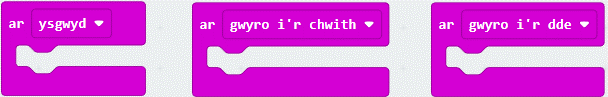 ar ysgwyd
ar gwyro i'r chwith
ar gwyro i'r dde